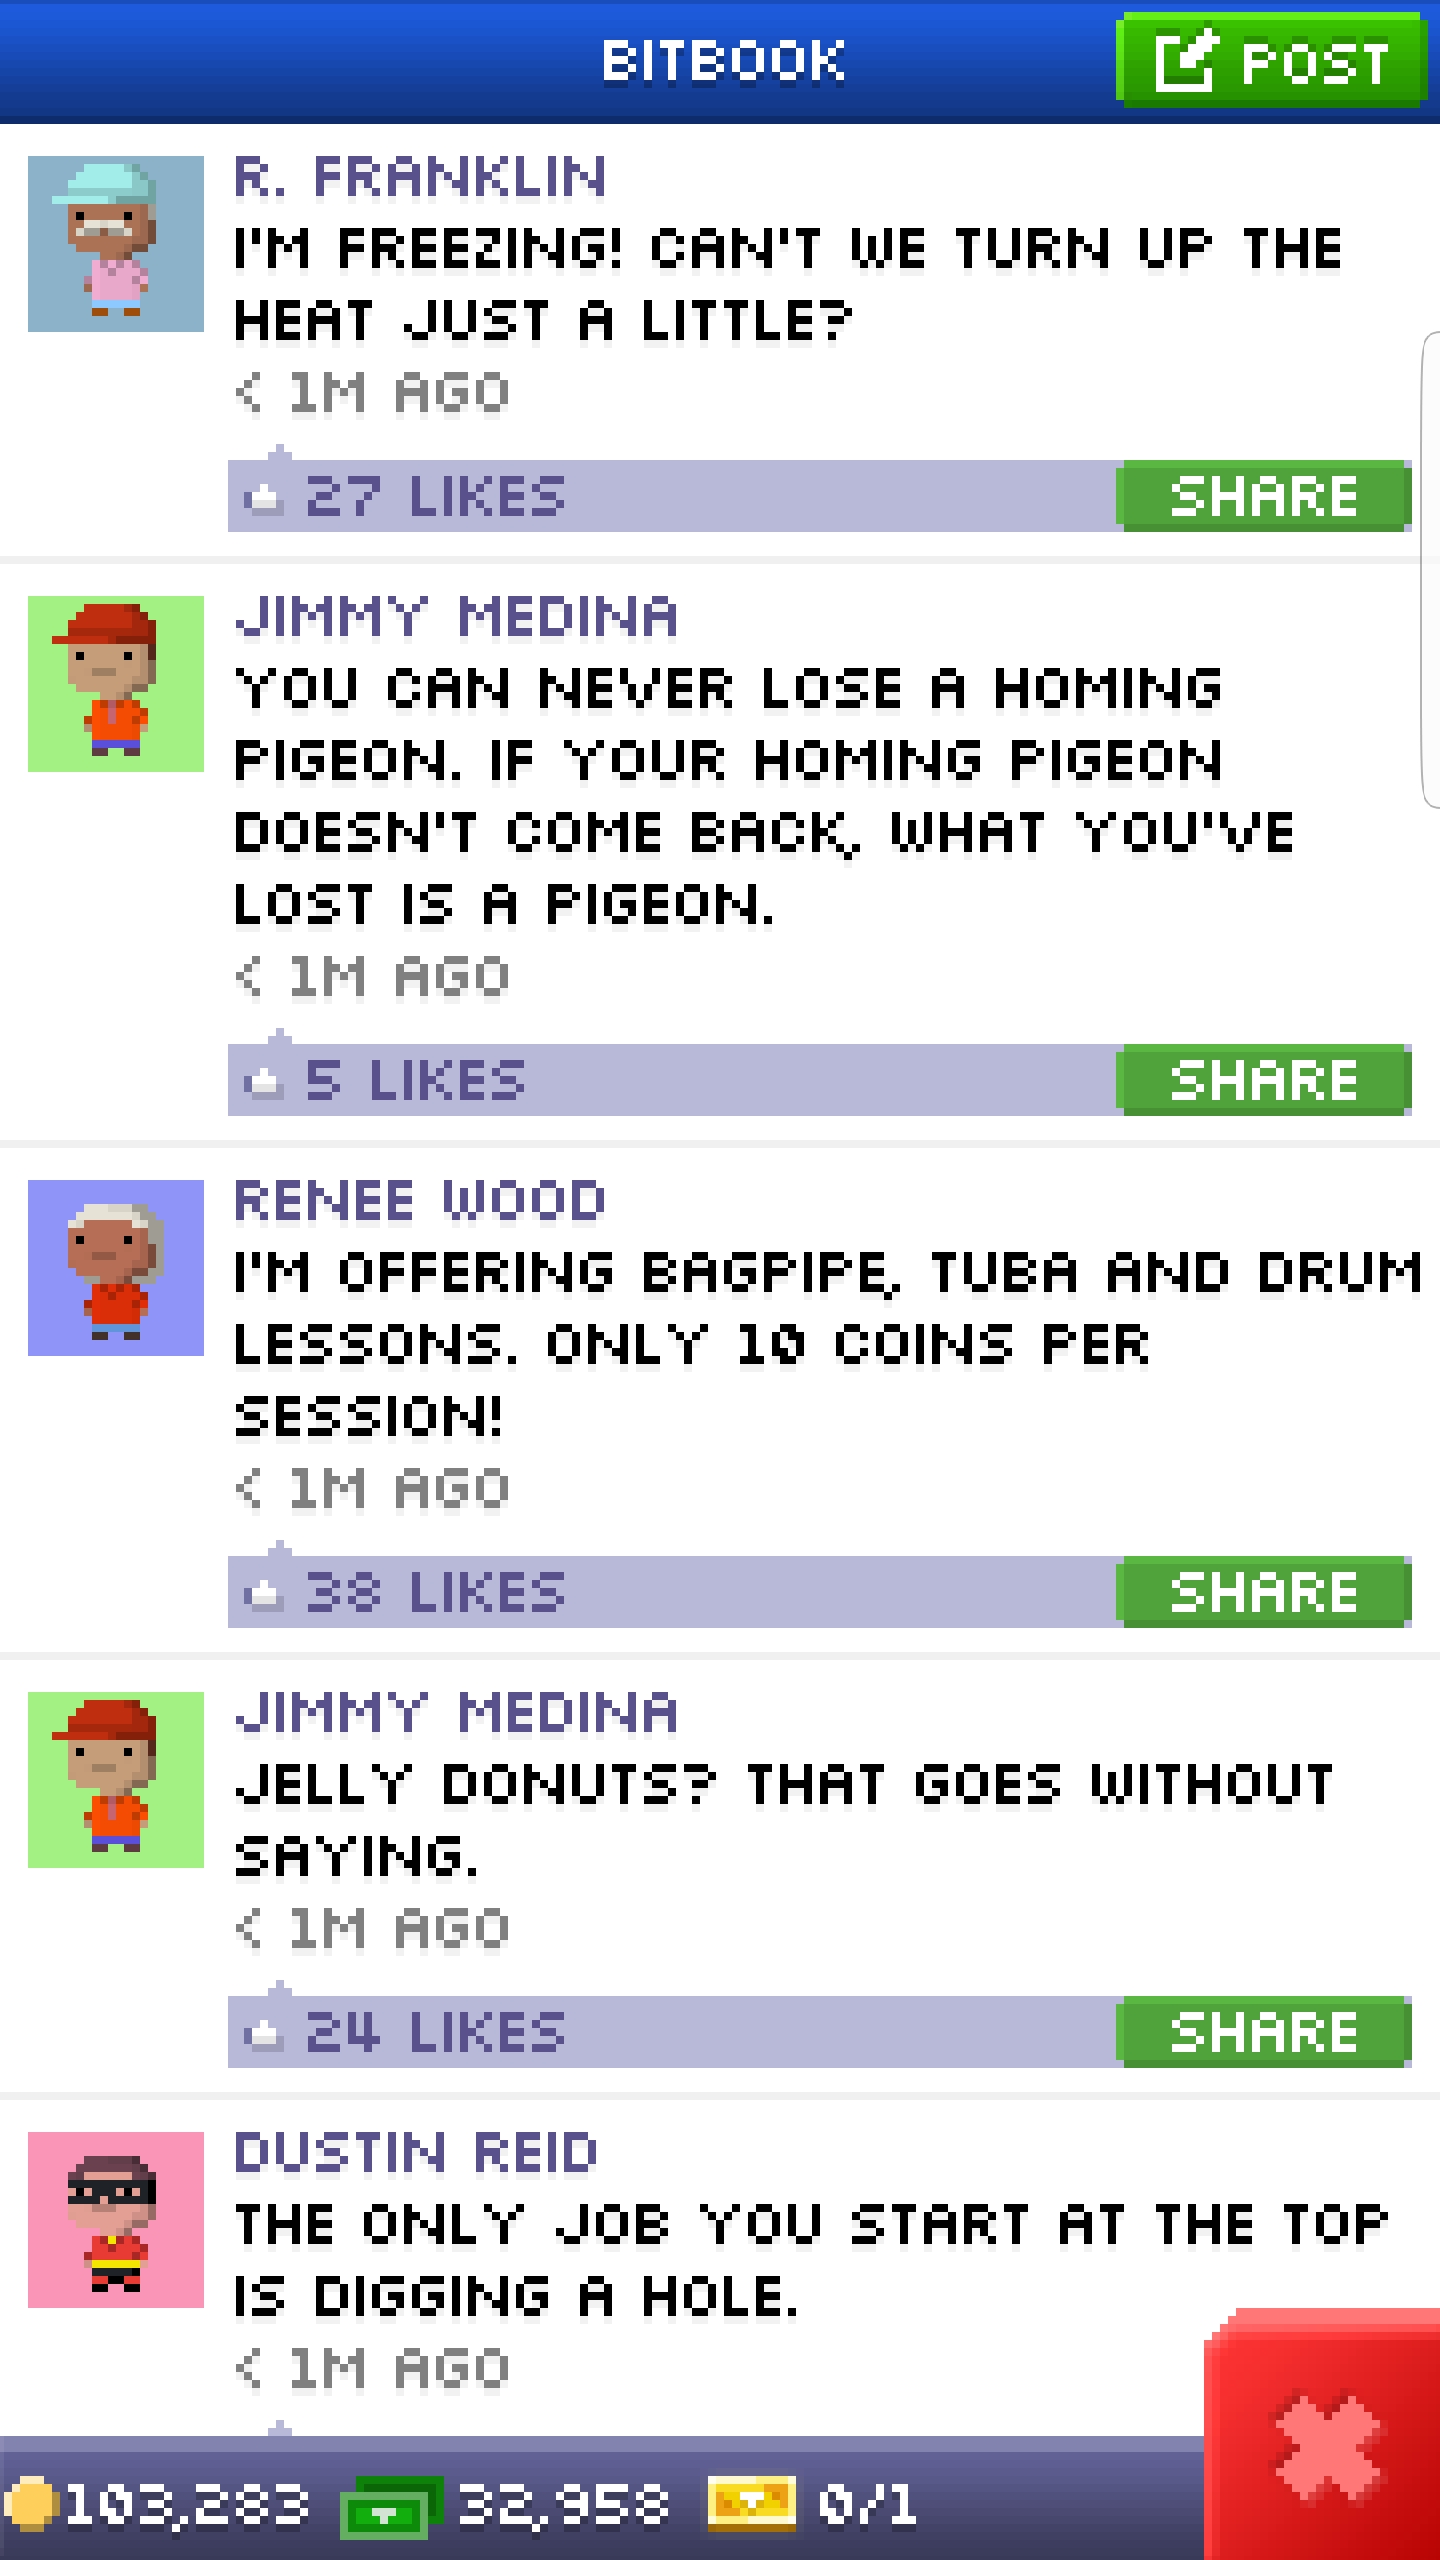 BITBOOK
POST
R. FRANKLIN
I'M FREEZING! CAN'T WE TURN UP THE
HEAT JUST A LITTLE?
< 1M AGO
27 LIKES
SHARE
JIMMY MEDINA
YOU CAN NEVER LOSE A HOMING
PIGEON. IF YOUR HOMING PIGEON
DOESN'T COME BACK, WHAT YOU'VE
LOST IS A PIGEON.
< 1M AGO
5 LIKES
SHARE
RENEE WOOD
I'M OFFERING BAGPIPE, TUBA AND DRUM
LESSONS. ONLY 10 COINS PER
SESSION!
< 1M AGO
38 LIKES
SHARE
JIMMY MEDINA
JELLY DONUTS? THAT GOES WITHOUT
SAYING.
< 1M AGO
24 LIKES
SHARE
DUSTIN REID
THE ONLY JOB YOU START AT THE TOP
IS DIGGING A HOLE.
< 1M AGO
103,283 32,958 0/1